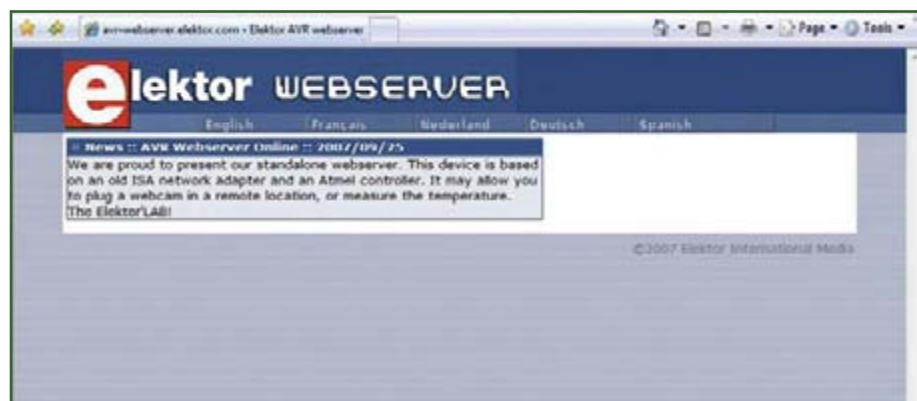 avr-webserver.elektor.com - Elektor AVR webserver
Page
Tools
elektor WEBSERVER
English Français Nederland Deutsch Spanish
:: News :: AVR Webserver Online :: 2007/09/25
We are proud to present our standalone webserver. This device is based
on an old ISA network adapter and an Atmel controller. It may allow you
to plug a webcam in a remote location, or measure the temperature.
The Elektor'LAB!
©2007 Elektor International Media